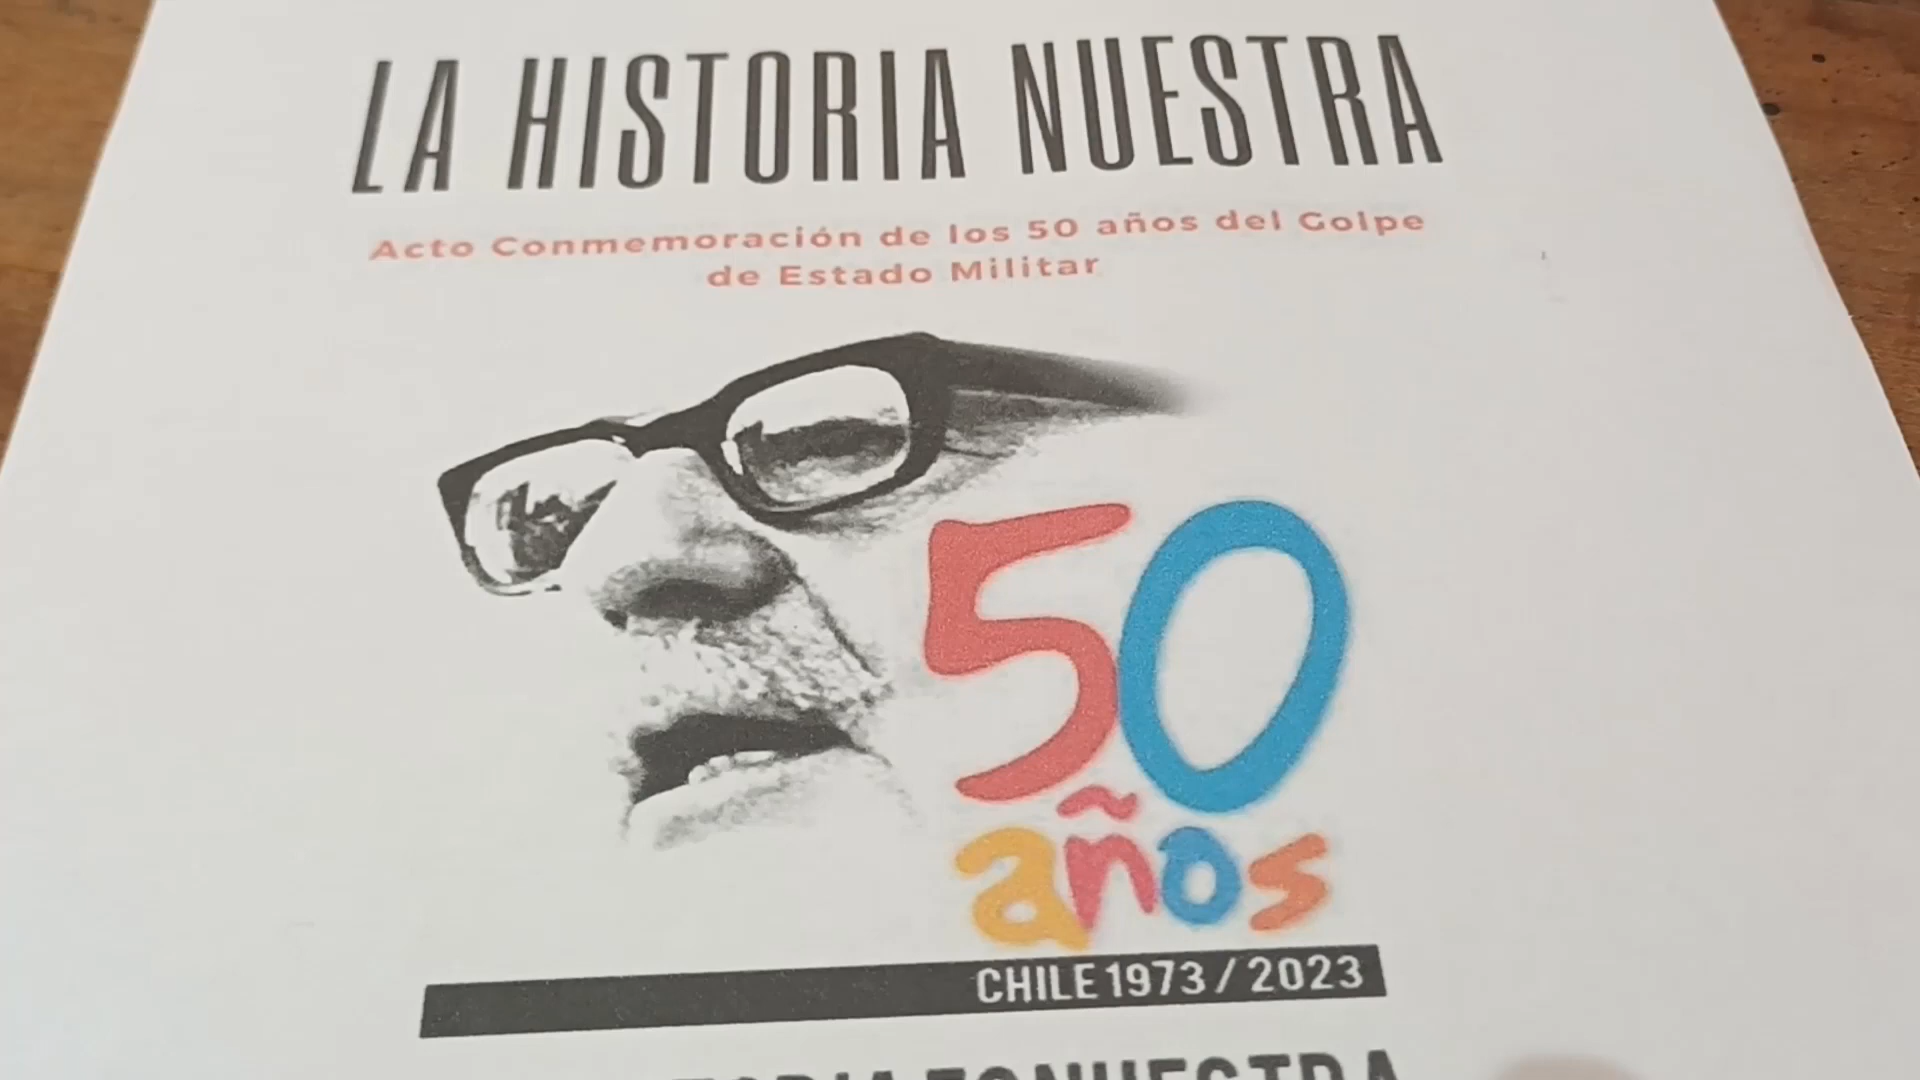 LA HISTORIA NUESTRA
Acto Conmemoración de los 50 años del Golpe
de Estado Militar
50
años
CHILE 1973 / 2023